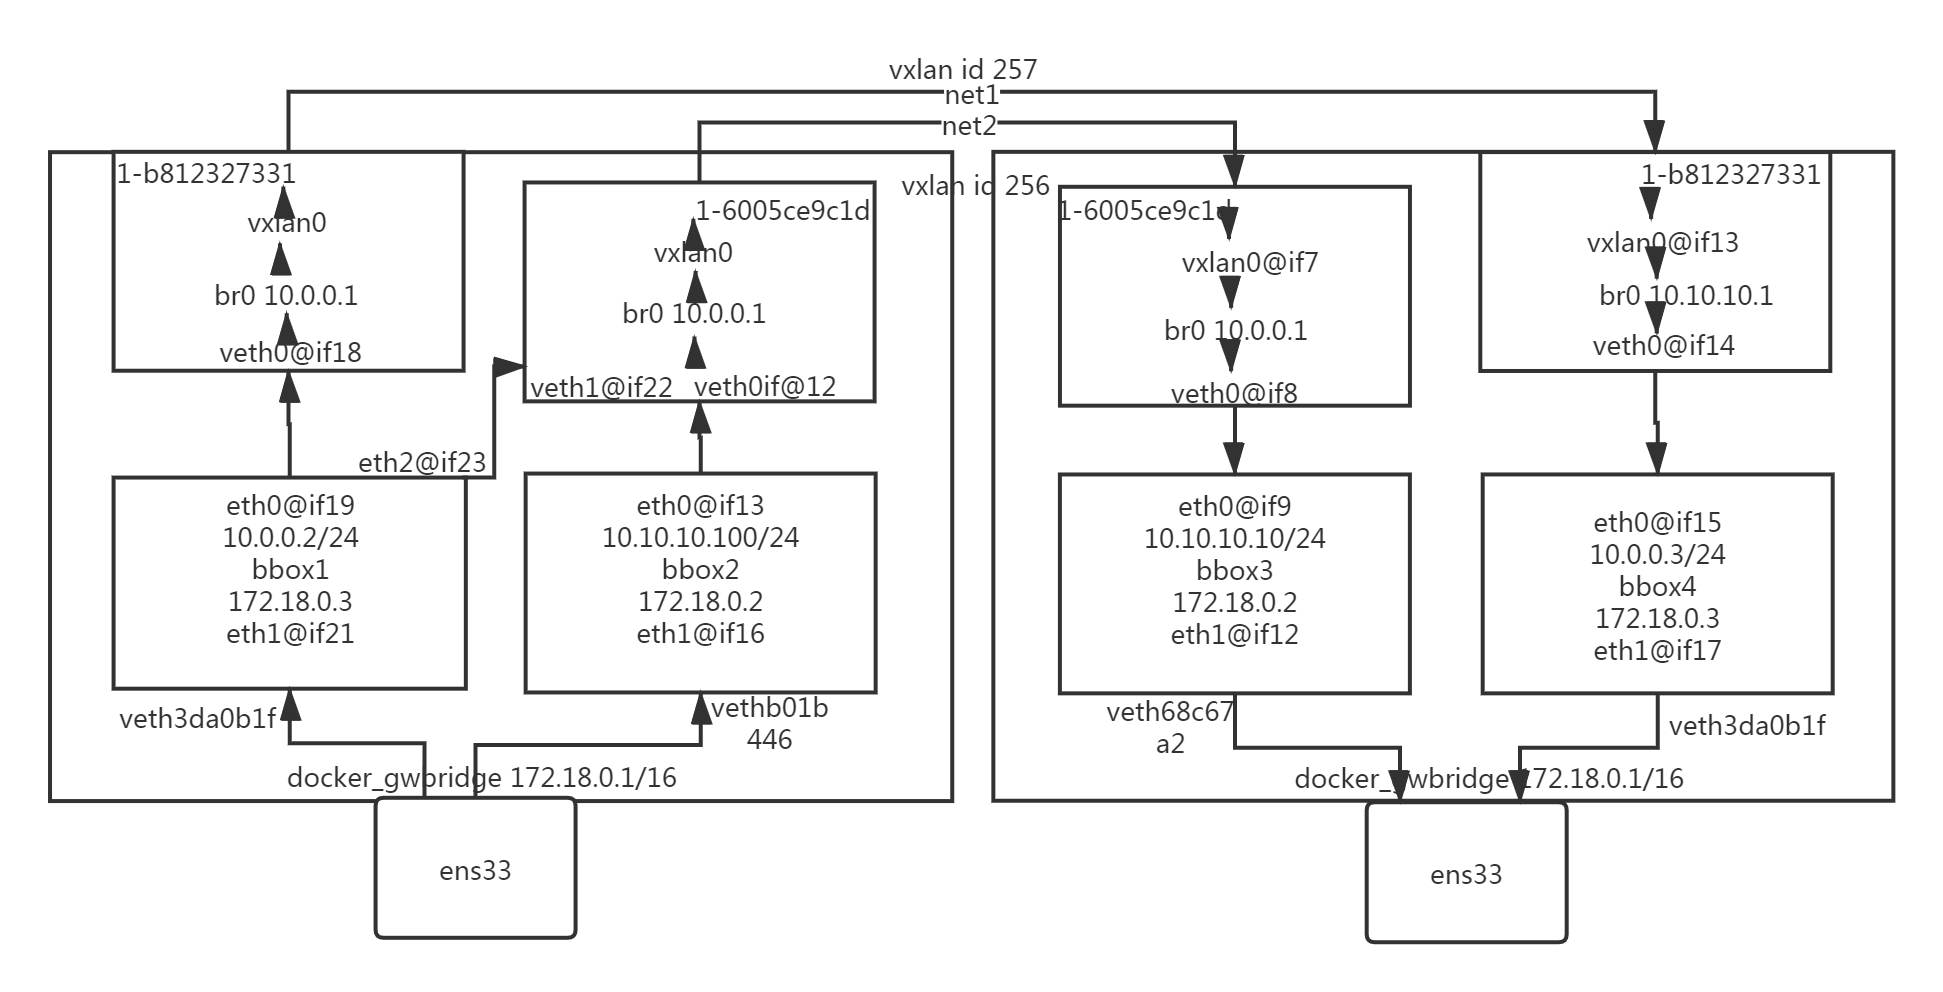 vxlan id 257
net1
net2
1-b812327331
vxlan0
br0 10.0.0.1
veth0@if18
1-6005ce9c1d
vxlan0
br0 10.0.0.1
veth1@if22
veth0if@12
vxlan id 256
1-6005ce9c1d
vxlan0@if7
br0 10.0.0.1
veth0@if8
1-b812327331
vxlan0@if13
br0 10.10.10.1
veth0@if14
eth2@if23
eth0@if19
10.0.0.2/24
bbox1
172.18.0.3
eth1@if21
eth0@if13
10.10.10.100/24
bbox2
172.18.0.2
eth1@if16
eth0@if9
10.10.10.10/24
bbox3
172.18.0.2
eth1@if12
eth0@if15
10.0.0.3/24
bbox4
172.18.0.3
eth1@if17
veth3da0b1f
vethb01b
446
veth68c67
a2
veth3da0b1f
docker_gwbridge 172.18.0.1/16
docker_gwbridge 172.18.0.1/16
ens33
ens33